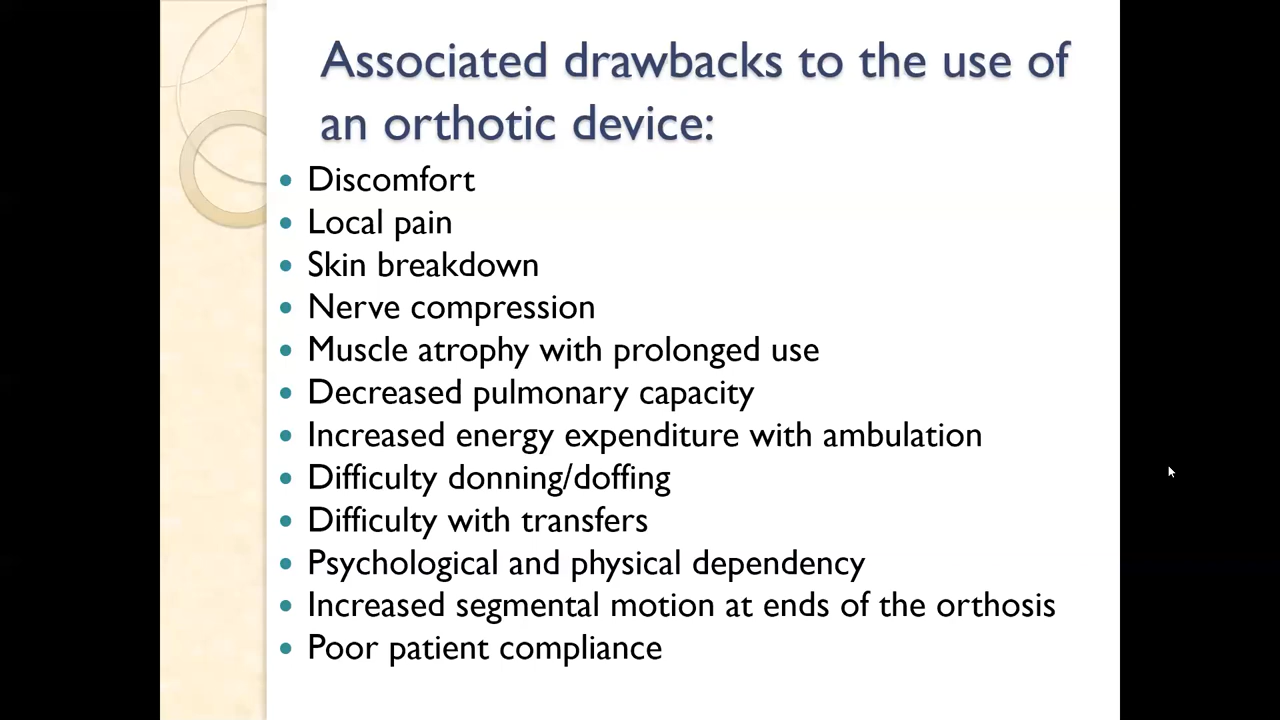 Associated drawbacks to the use of
an orthotic device:
• Discomfort
• Local pain
• Skin breakdown
• Nerve compression
• Muscle atrophy with prolonged use
• Decreased pulmonary capacity
• Increased energy expenditure with ambulation
• Difficulty donning/doffing
• Difficulty with transfers
• Psychological and physical dependency
• Increased segmental motion at ends of the orthosis
• Poor patient compliance